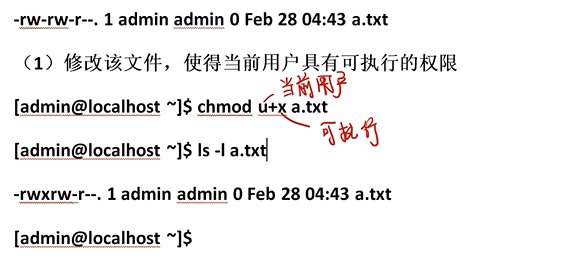 -rw-rw-r--. 1 admin admin 0 Feb 28 04:43 a.txt
（1）修改该文件，使得当前用户具有可执行的权限
当前用户
[admin@localhost ~]$ chmod u+x a.txt
可执行
[admin@localhost ~]$ ls -l a.txt
-rwxrw-r--. 1 admin admin 0 Feb 28 04:43 a.txt
[admin@localhost ~]$